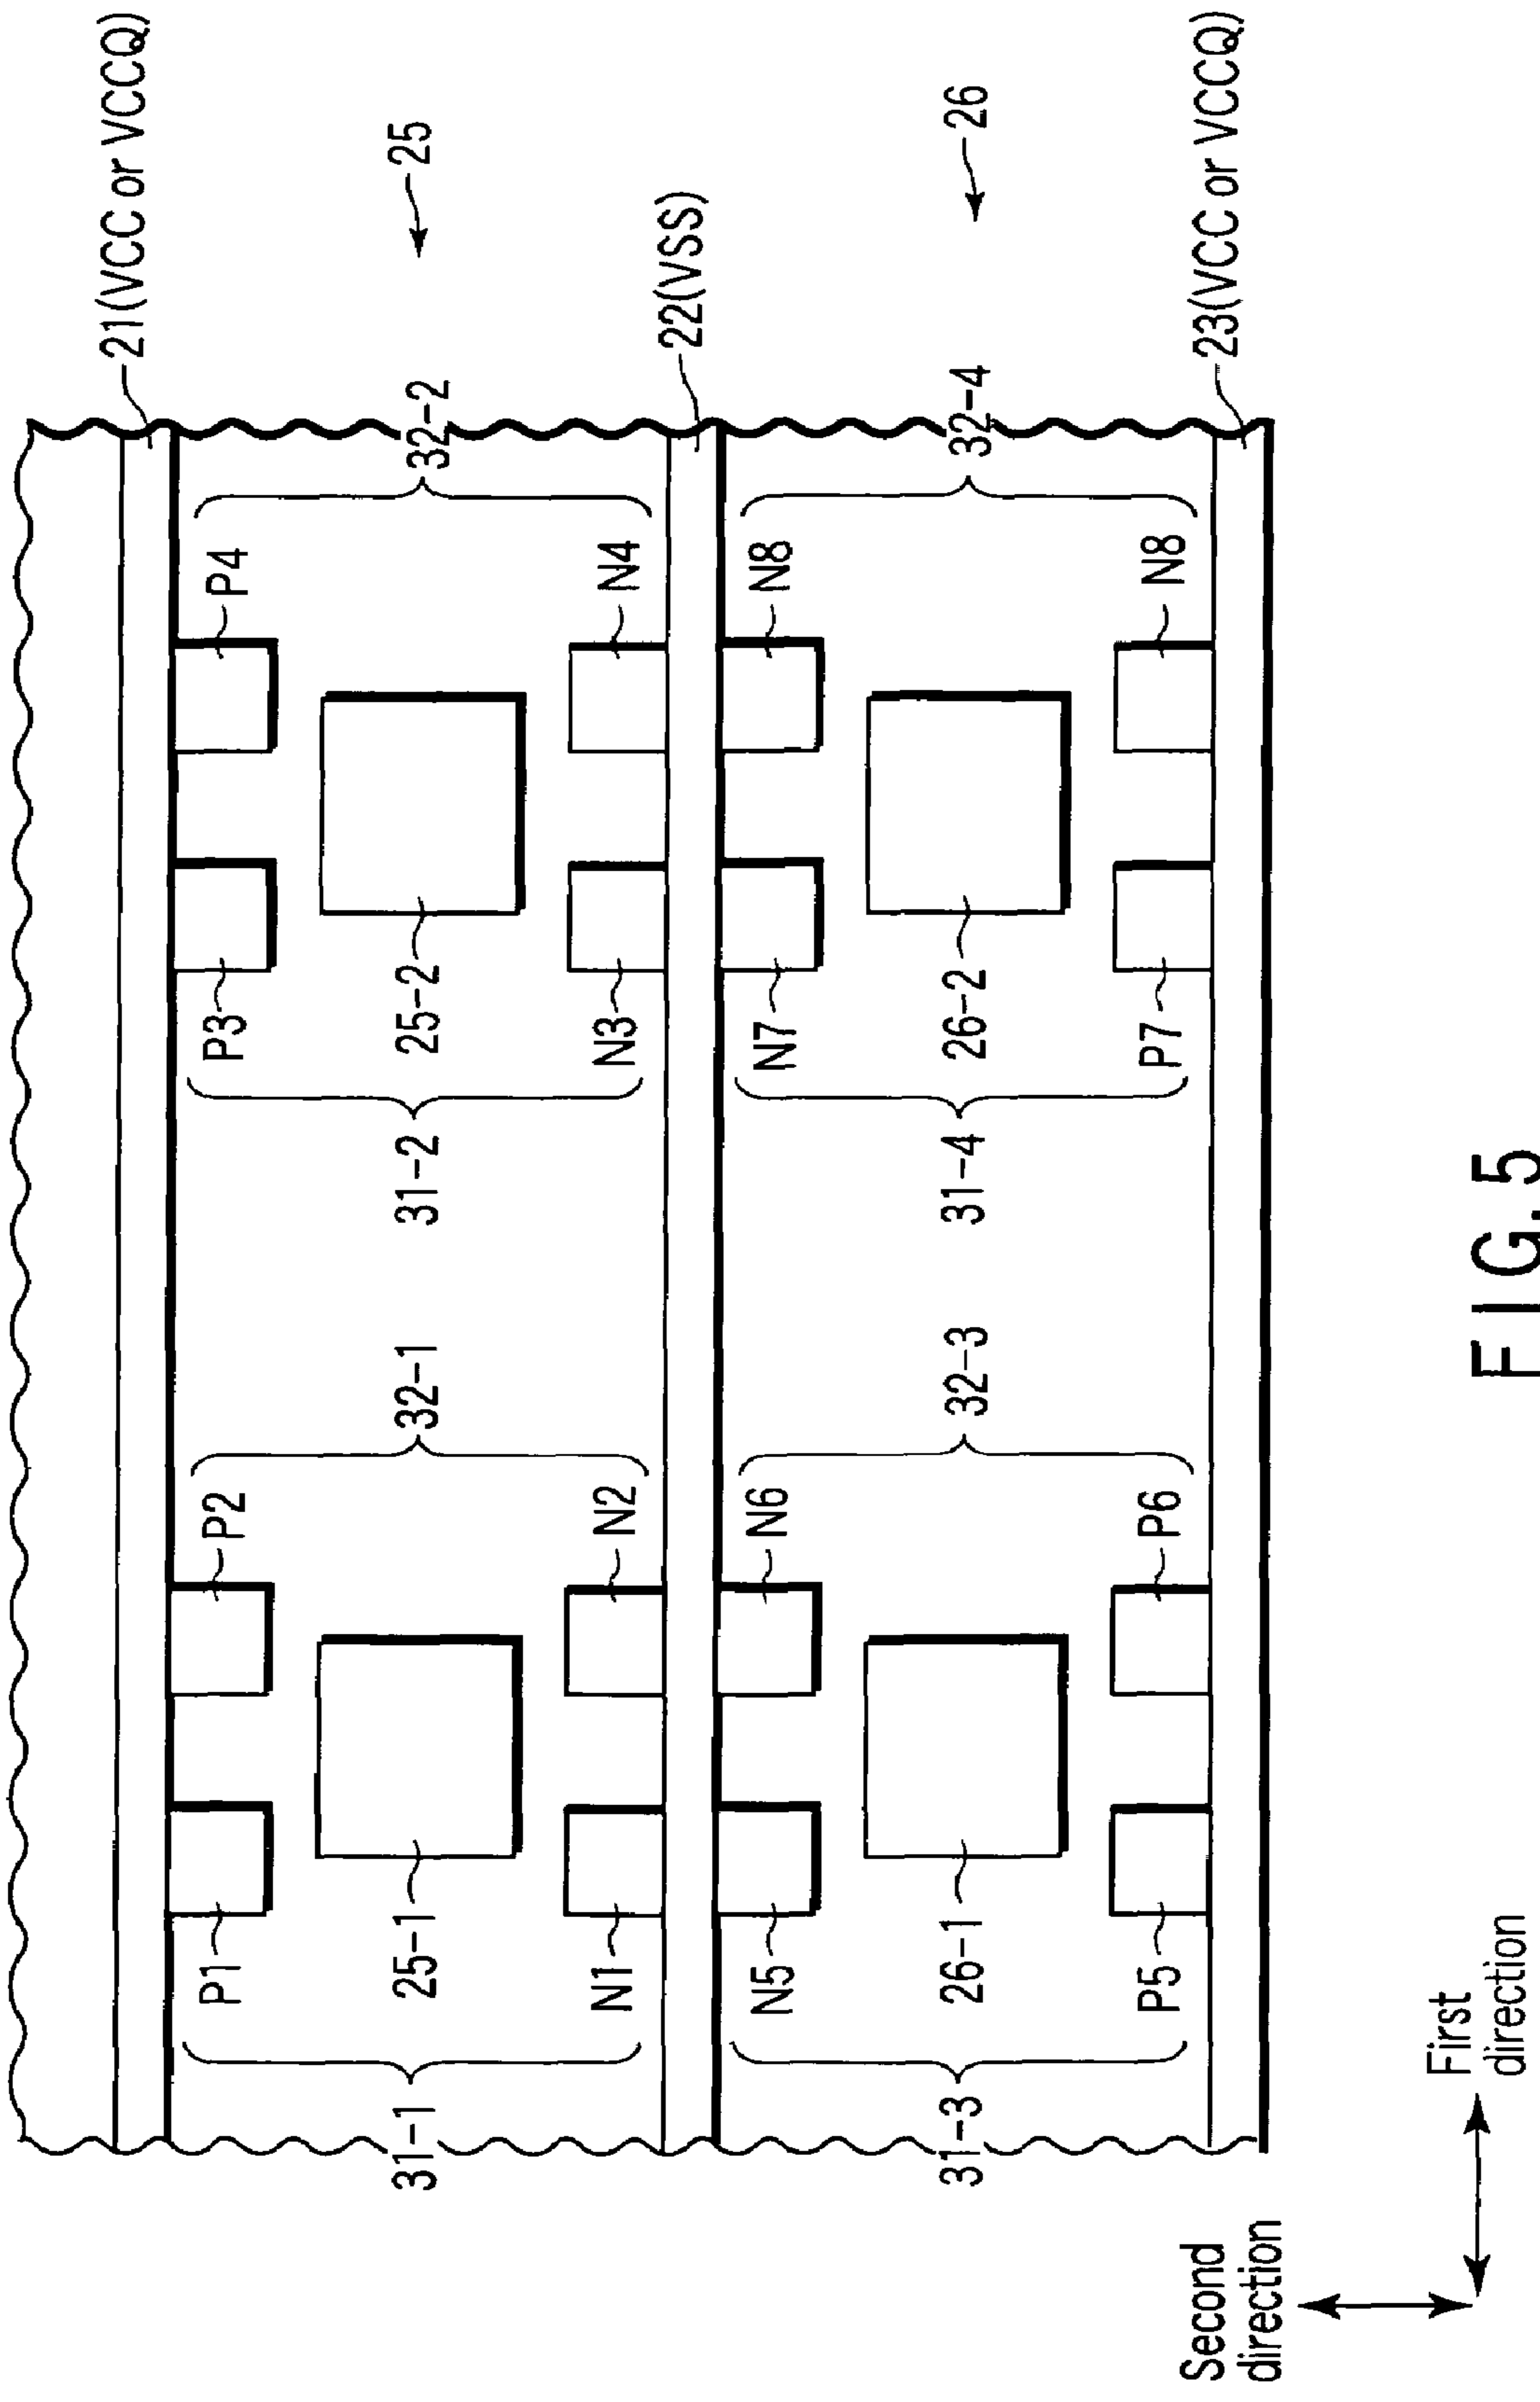 21(VCC or VCCQ)
P1
P2
P3
P4
31-1
25-1
32-1
31-2
25-2
32-2
25
N1
N2
N3
N4
22(VSS)
N5
N6
N7
N8
31-3
26-1
32-3
31-4
26-2
32-4
26
P5
P6
P7
N8
23(VCC or VCCQ)
Second
direction
First
direction
FIG. 5